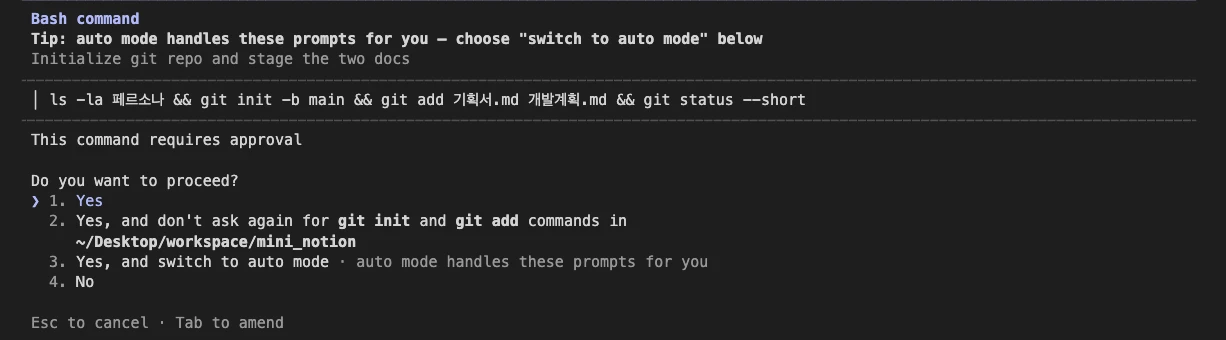 Bash command
Tip: auto mode handles these prompts for you — choose "switch to auto mode" below
Initialize git repo and stage the two docs
ls -la 페르소나 && git init -b main && git add 기획서.md 개발계획.md && git status --short
This command requires approval
Do you want to proceed?
❯ 1. Yes
2. Yes, and don't ask again for git init and git add commands in
~/Desktop/workspace/mini_notion
3. Yes, and switch to auto mode · auto mode handles these prompts for you
4. No
Esc to cancel · Tab to amend